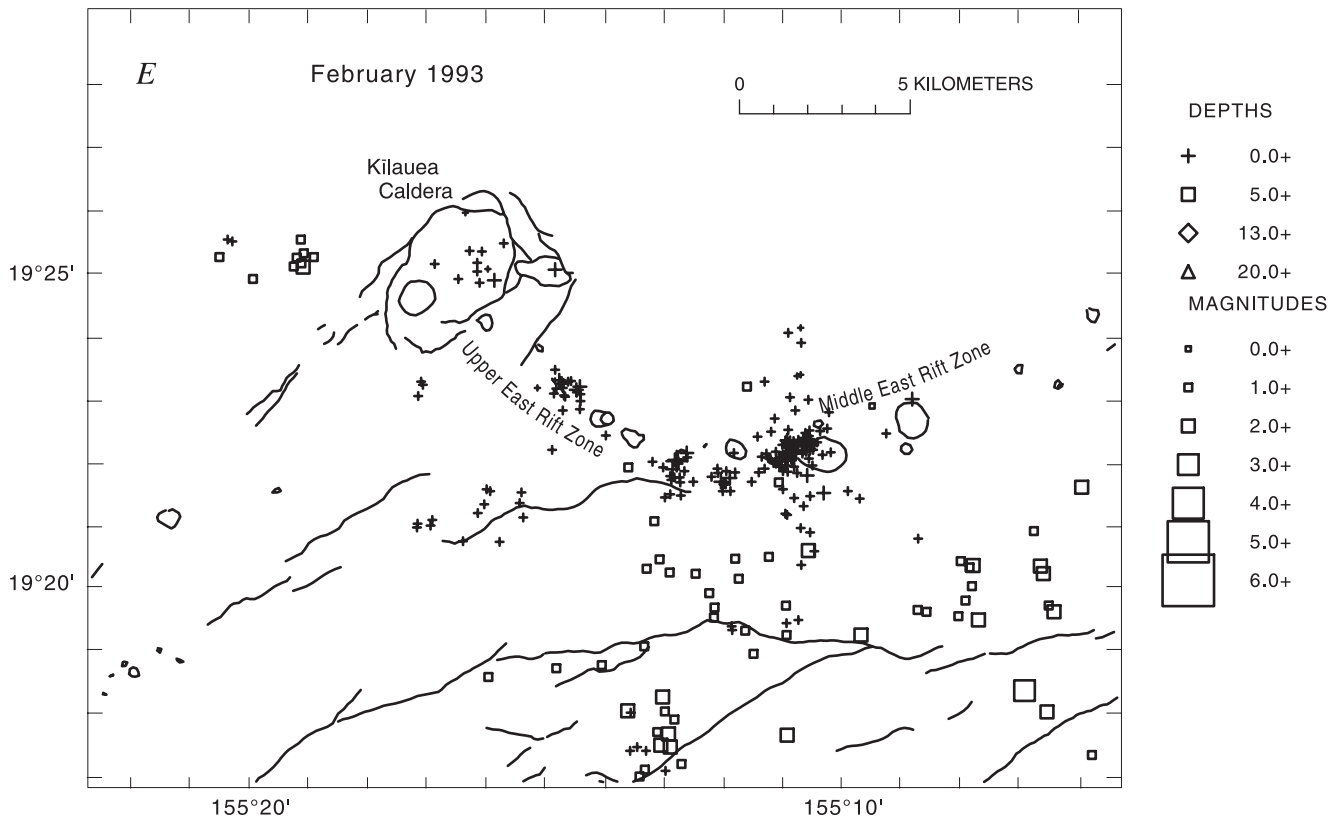 E
February 1993
0 5 KILOMETERS
Kīlauea
Caldera
Upper East Rift Zone
Middle East Rift Zone
19°25'
19°20'
155°20'
155°10'
DEPTHS
0.0+
5.0+
13.0+
20.0+
MAGNITUDES
0.0+
1.0+
2.0+
3.0+
4.0+
5.0+
6.0+